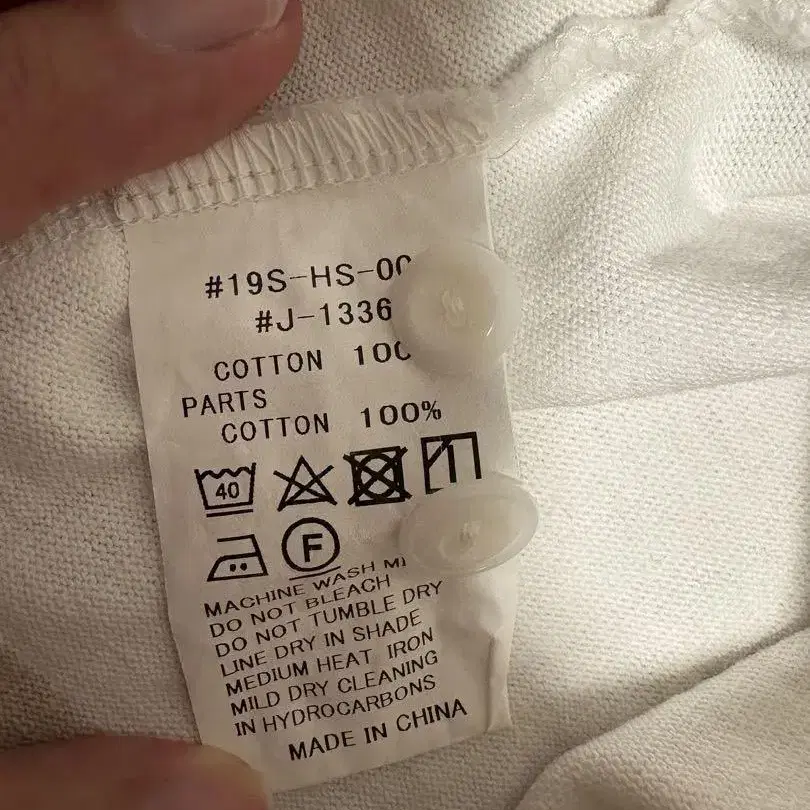 #19S-HS-00
#J-1336
COTTON 100
PARTS
COTTON 100%
40
F
MACHINE WASH MI
DO NOT BLEACH
DO NOT TUMBLE DRY
LINE DRY IN SHADE
MEDIUM HEAT IRON
MILD DRY CLEANING
IN HYDROCARBONS
MADE IN CHINA